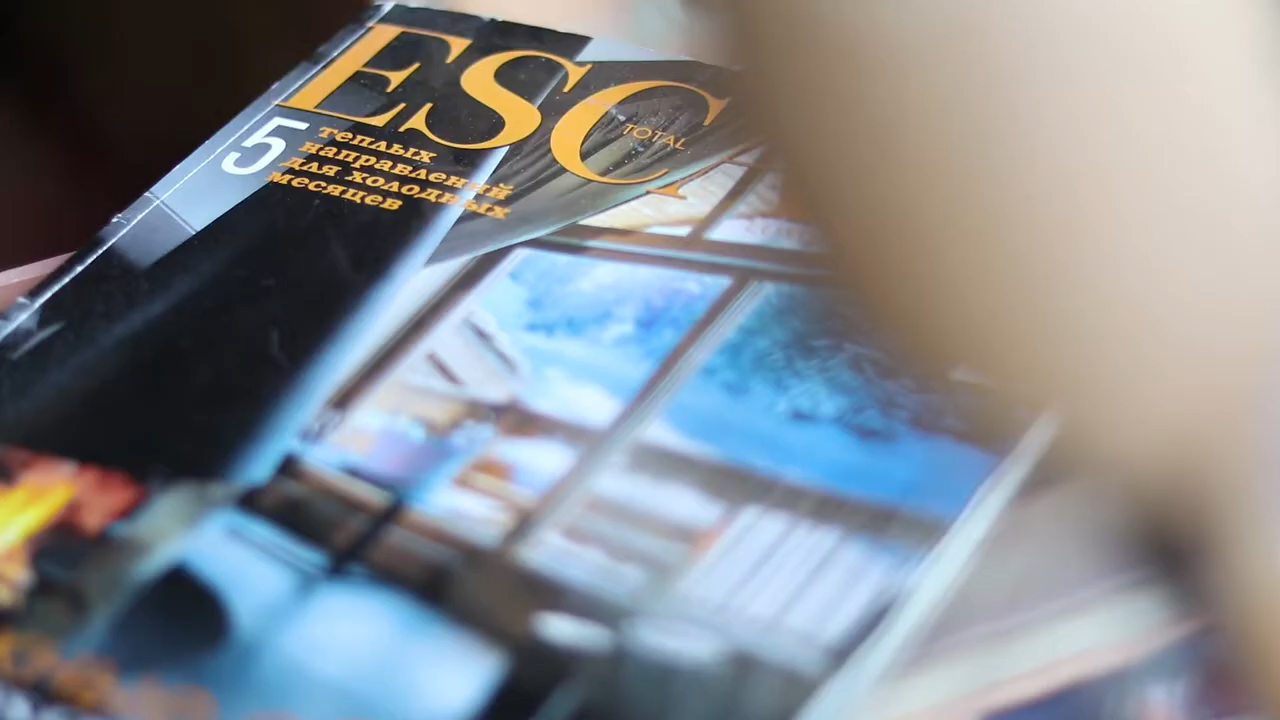 ESC
TOTAL
5 теплых
направлений
для холодных
месяцев